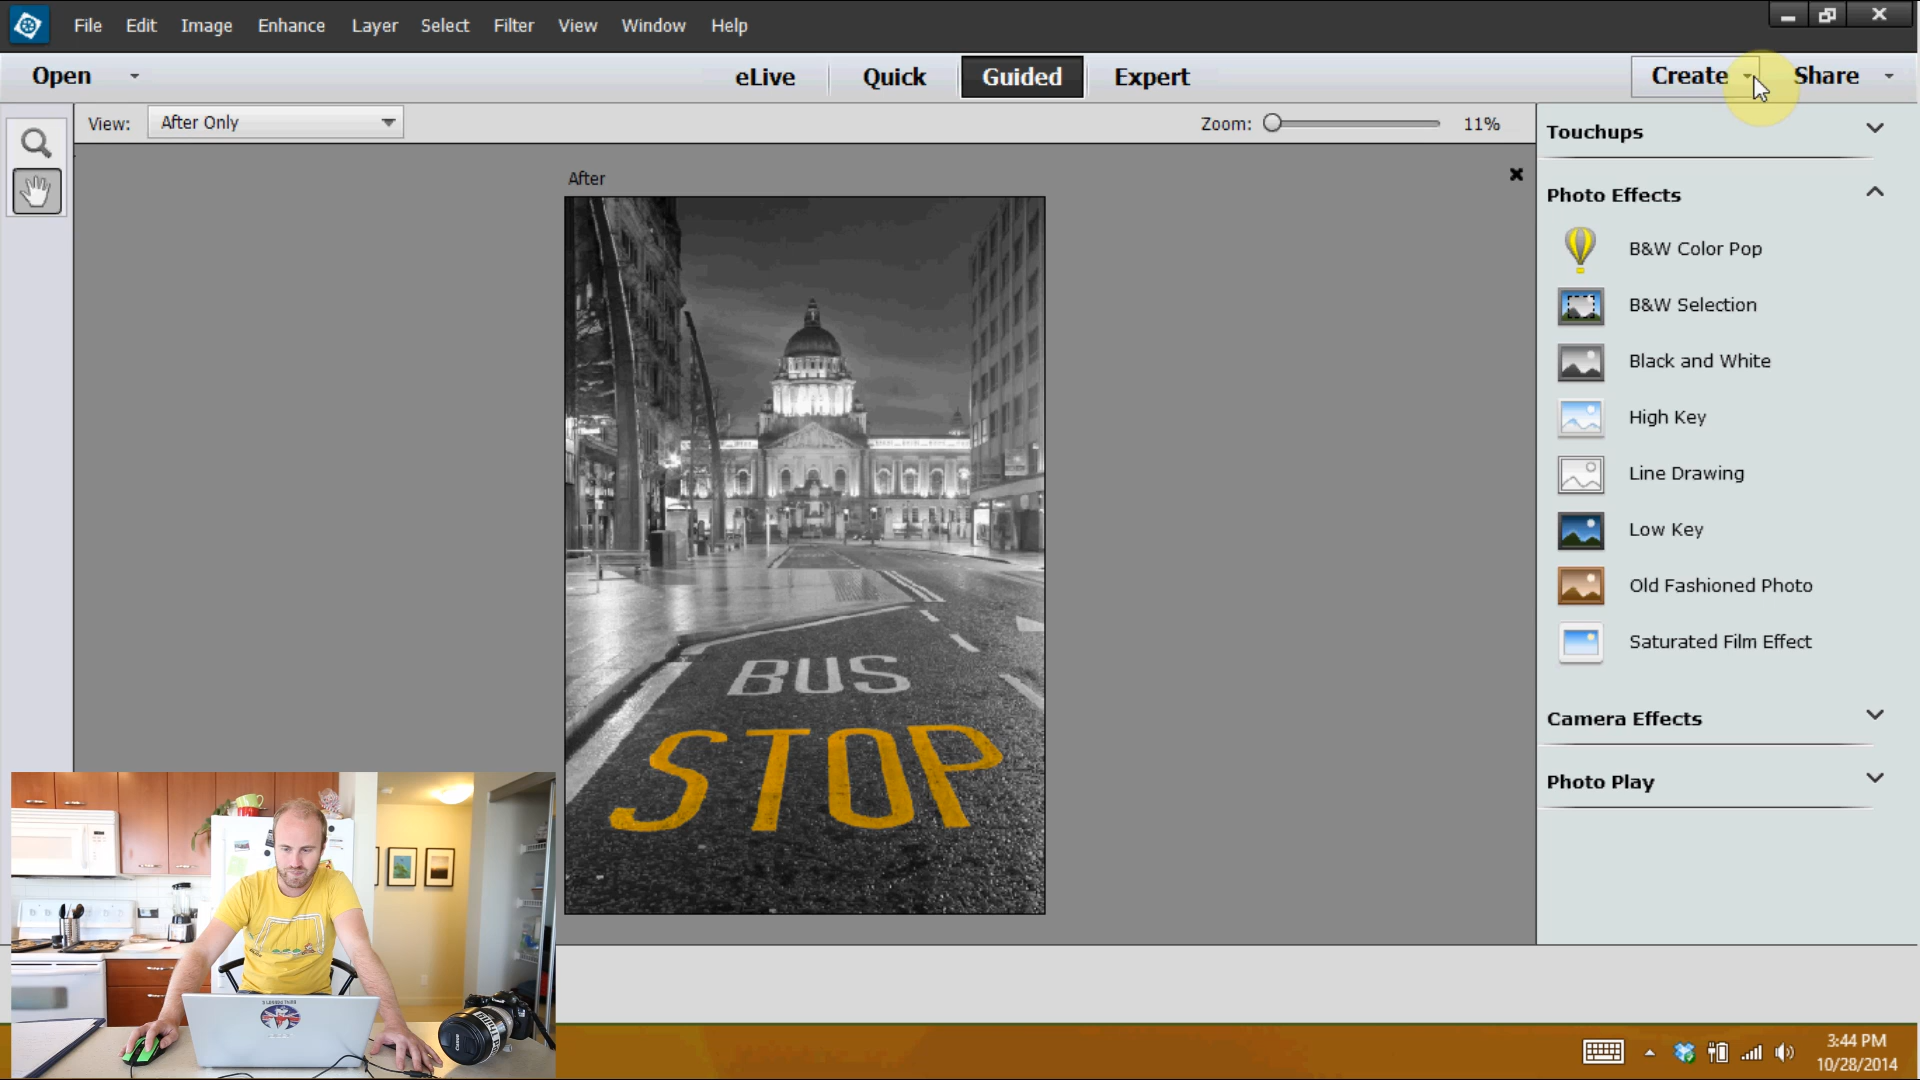 File Edit Image Enhance Layer Select Filter View Window Help
Open eLive Quick Guided Expert Create Share
View: After Only Zoom: 11%
Touchups
After
Photo Effects
B&W Color Pop
B&W Selection
Black and White
High Key
Line Drawing
Low Key
Old Fashioned Photo
Saturated Film Effect
BUS
STOP
Camera Effects
Photo Play
Canon
3:44 PM
10/28/2014